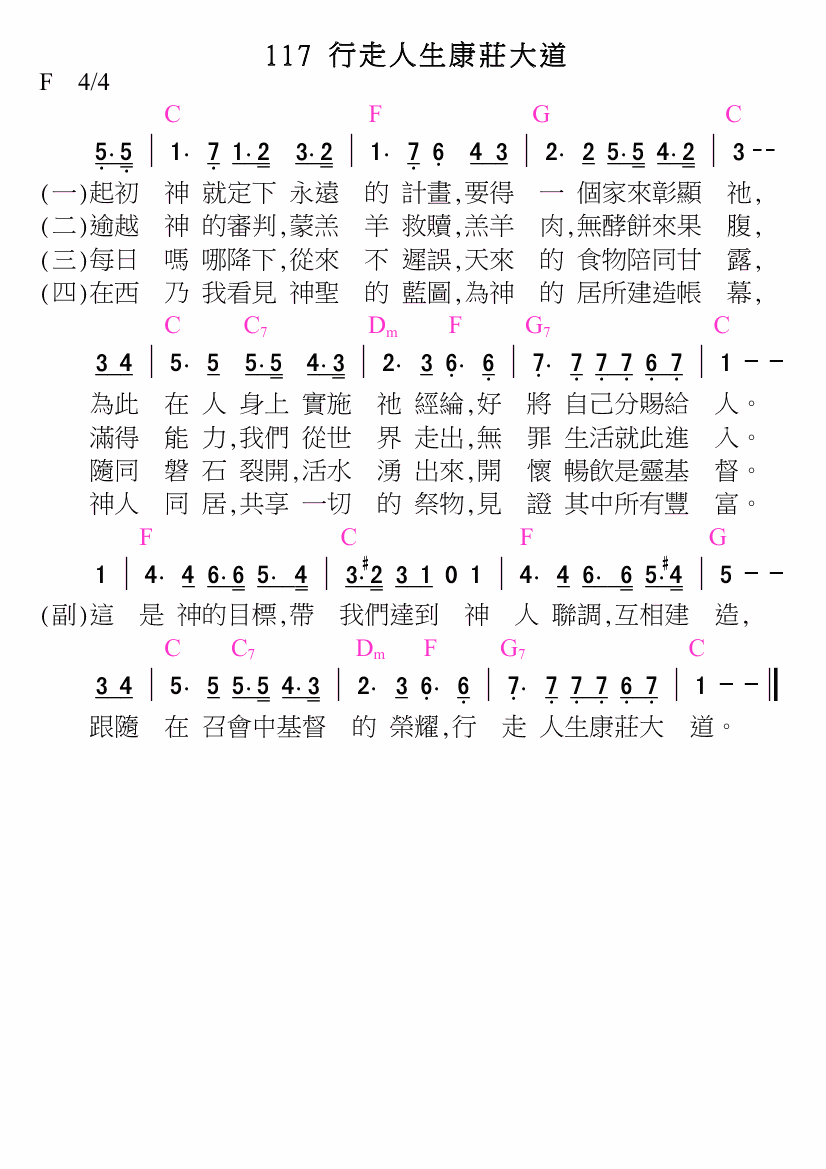 117 行走人生康莊大道
F 4/4
C F G C
5. 5 | 1. 7 1. 2 3. 2 | 1. 7 6 4 3 | 2. 2 5. 5 4. 2 | 3 - -
(一)起初 神 就定下 永遠 的 計畫,要得 一 個家來彰顯 祂,
(二)逾越 神 的審判,蒙羔 羊 救贖,羔羊 肉,無酵餅來果 腹,
(三)每日 嗎 哪降下,從來 不 遲誤,天來 的 食物陪同甘 露,
(四)在西 乃 我看見 神聖 的 藍圖,為神 的 居所建造帳 幕,
C C7 Dm F G7 C
3 4 | 5. 5 5. 5 4. 3 | 2. 3 6. 6 | 7. 7 7 7 6 7 | 1 - -
為此 在 人 身上 實施 祂 經綸,好 將 自己分賜給 人。
滿得 能 力,我們 從世 界 走出,無 罪 生活就此進 入。
隨同 磐 石 裂開,活水 湧 出來,開 懷 暢飲是靈基 督。
神人 同 居,共享 一切 的 祭物,見 證 其中所有豐 富。
F C F G
1 | 4. 4 6. 6 5. 4 | 3. #2 3 1 0 1 | 4. 4 6. 6 5. #4 | 5 - -
(副)這 是 神的目標,帶 我們達到 神 人 聯調,互相建 造,
C C7 Dm F G7 C
3 4 | 5. 5 5. 5 4. 3 | 2. 3 6. 6 | 7. 7 7 7 6 7 | 1 - - ‖
跟隨 在 召會中基督 的 榮耀,行 走 人生康莊大 道。